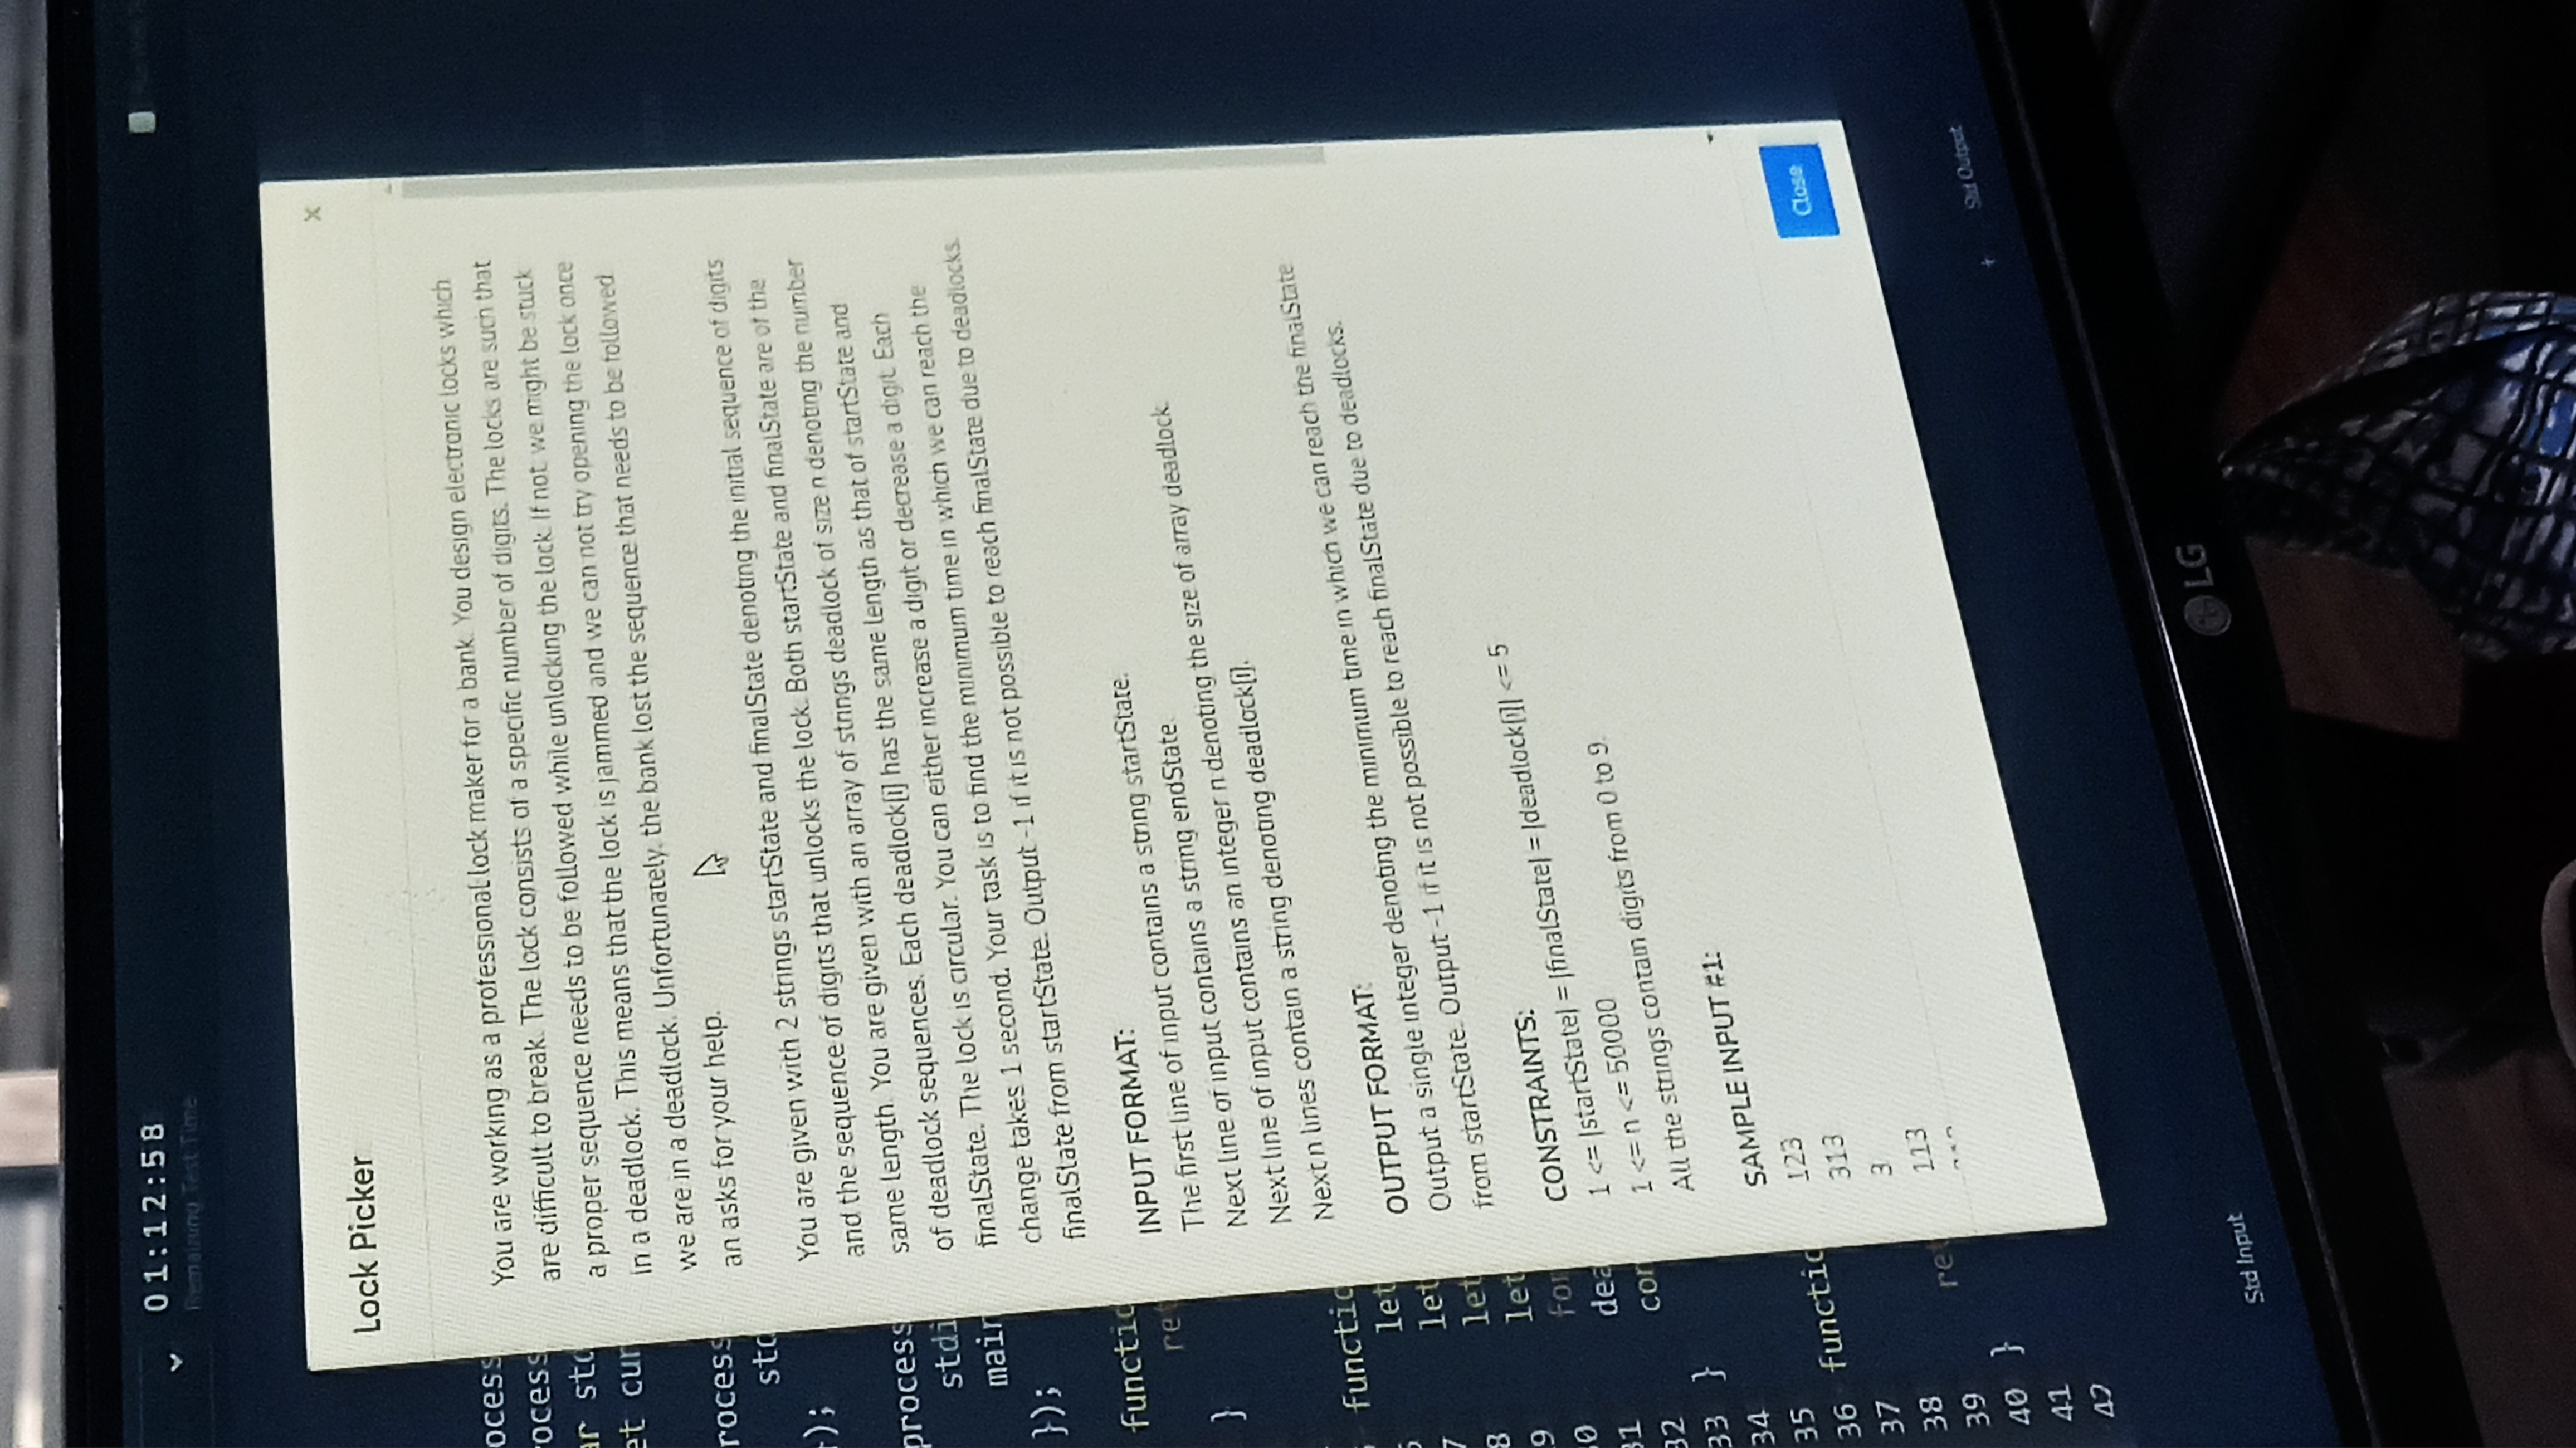 01:12:58
Remaining Test Time
Lock Picker
x
You are working as a professional lock maker for a bank. You design electronic locks which
are difficult to break. The lock consists of a specific number of digits. The locks are such that
a proper sequence needs to be followed while unlocking the lock. If not, we might be stuck
in a deadlock. This means that the lock is jammed and we can not try opening the lock once
we are in a deadlock. Unfortunately, the bank lost the sequence that needs to be followed
an asks for your help.
You are given with 2 strings startState and finalState denoting the initial sequence of digits
and the sequence of digits that unlocks the lock. Both startState and finalState are of the
same length. You are given with an array of strings deadlock of size n denoting the number
of deadlock sequences. Each deadlock[i] has the same length as that of startState and
finalState. The lock is circular. You can either increase a digit or decrease a digit. Each
change takes 1 second. Your task is to find the minimum time in which we can reach the
finalState from startState. Output -1 if it is not possible to reach finalState due to deadlocks.
INPUT FORMAT:
The first line of input contains a string startState.
Next line of input contains a string endState.
Next line of input contains an integer n denoting the size of array deadlock.
Next n lines contain a string denoting deadlock[i].
OUTPUT FORMAT:
Output a single integer denoting the minimum time in which we can reach the finalState
from startState. Output -1 if it is not possible to reach finalState due to deadlocks.
CONSTRAINTS:
1 <= |startState| = |finalState| = |deadlock[i]| <= 5
1 <= n <= 50000
All the strings contain digits from 0 to 9.
SAMPLE INPUT #1:
123
313
3
113
Close
ocess
rocess
ar std
et cur
rocess
std
});
process
stdi
main
});
functio
ret
}
functio
let
7 let
8 let
9 let
30 for
31 dea
32 cor
33 }
34
35
36 functio
37
38 ret
39
40 }
41
42
+ Std Output
Std Input
LG